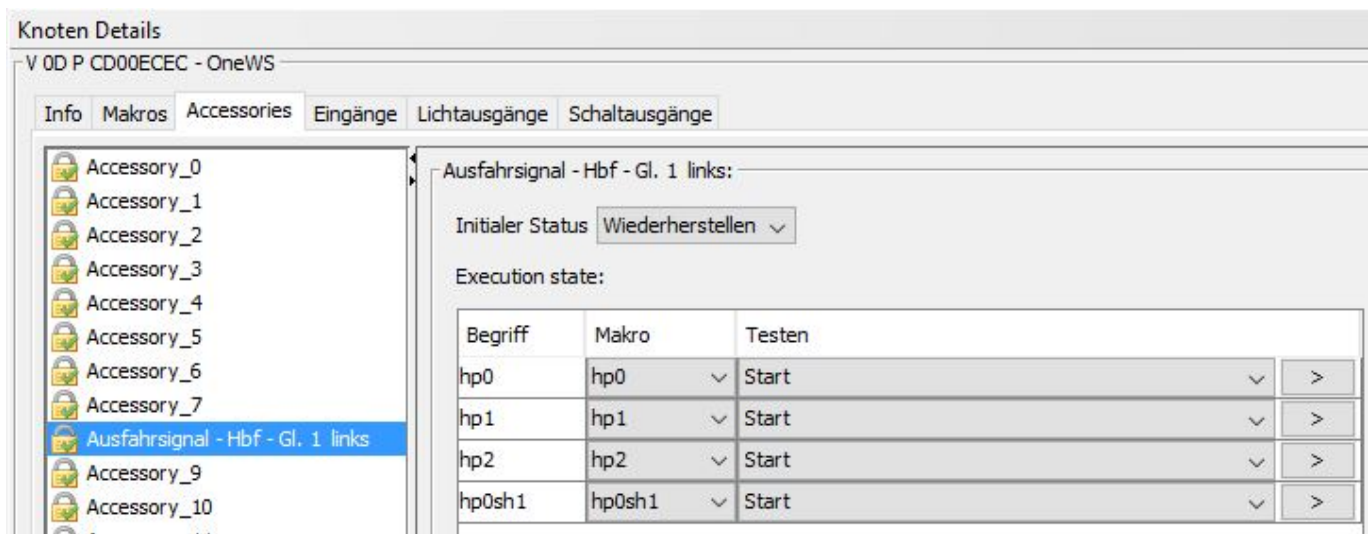 Knoten Details
V 0D P CD00ECEC - OneWS
Info Makros Accessories Eingänge Lichtausgänge Schaltausgänge
Accessory_0
Accessory_1
Accessory_2
Accessory_3
Accessory_4
Accessory_5
Accessory_6
Accessory_7
Ausfahrsignal - Hbf - Gl. 1 links
Accessory_9
Accessory_10
Ausfahrsignal - Hbf - Gl. 1 links:
Initialer Status Wiederherstellen
Execution state:
Begriff Makro Testen
hp0 hp0 Start >
hp1 hp1 Start >
hp2 hp2 Start >
hp0sh1 hp0sh1 Start >